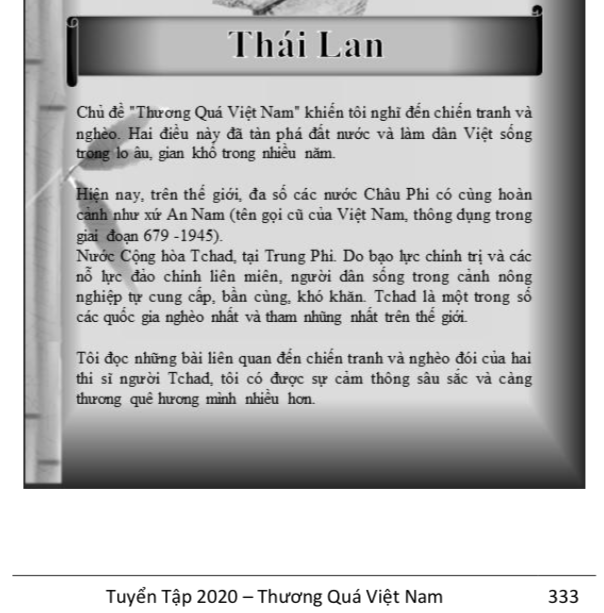 Thái Lan
Chủ đề "Thương Quá Việt Nam" khiến tôi nghĩ đến chiến tranh và
nghèo. Hai điều này đã tàn phá đất nước và làm dân Việt sống
trong lo âu, gian khổ trong nhiều năm.
Hiện nay, trên thế giới, đa số các nước Châu Phi có cùng hoàn
cảnh như xứ An Nam (tên gọi cũ của Việt Nam, thông dụng trong
giai đoạn 679 -1945).
Nước Cộng hòa Tchad, tại Trung Phi. Do bạo lực chinh trị và các
nỗ lực đảo chinh liên miên, người dân sống trong cảnh nông
nghiệp tự cung cấp, bần cùng, khó khăn. Tchad là một trong số
các quốc gia nghèo nhất và tham nhũng nhất trên thế giới.
Tôi đọc những bài liên quan đến chiến tranh và nghèo đói của hai
thi sĩ người Tchad, tôi có được sự cảm thông sâu sắc và càng
thương quê hương mình nhiều hơn.
Tuyển Tập 2020 – Thương Quá Việt Nam 333